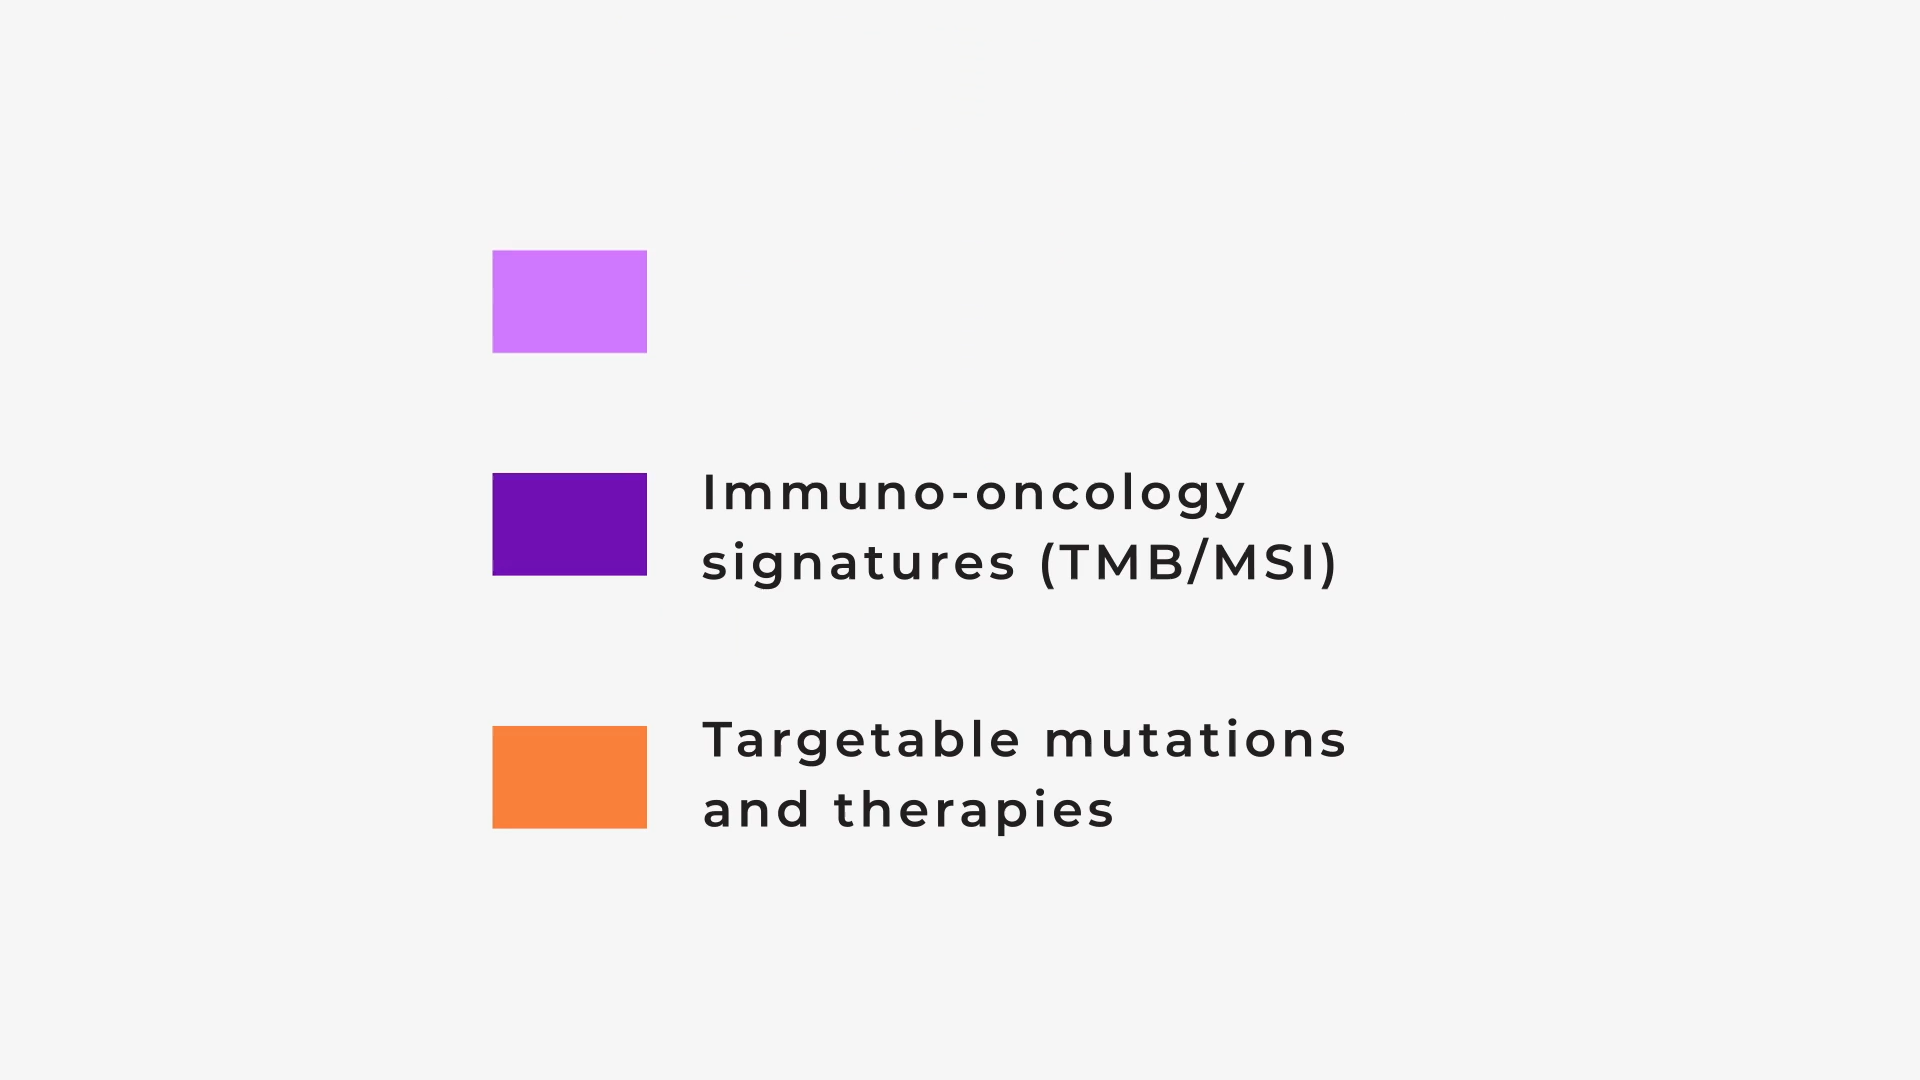 Immuno-oncology
signatures (TMB/MSI)
Targetable mutations
and therapies